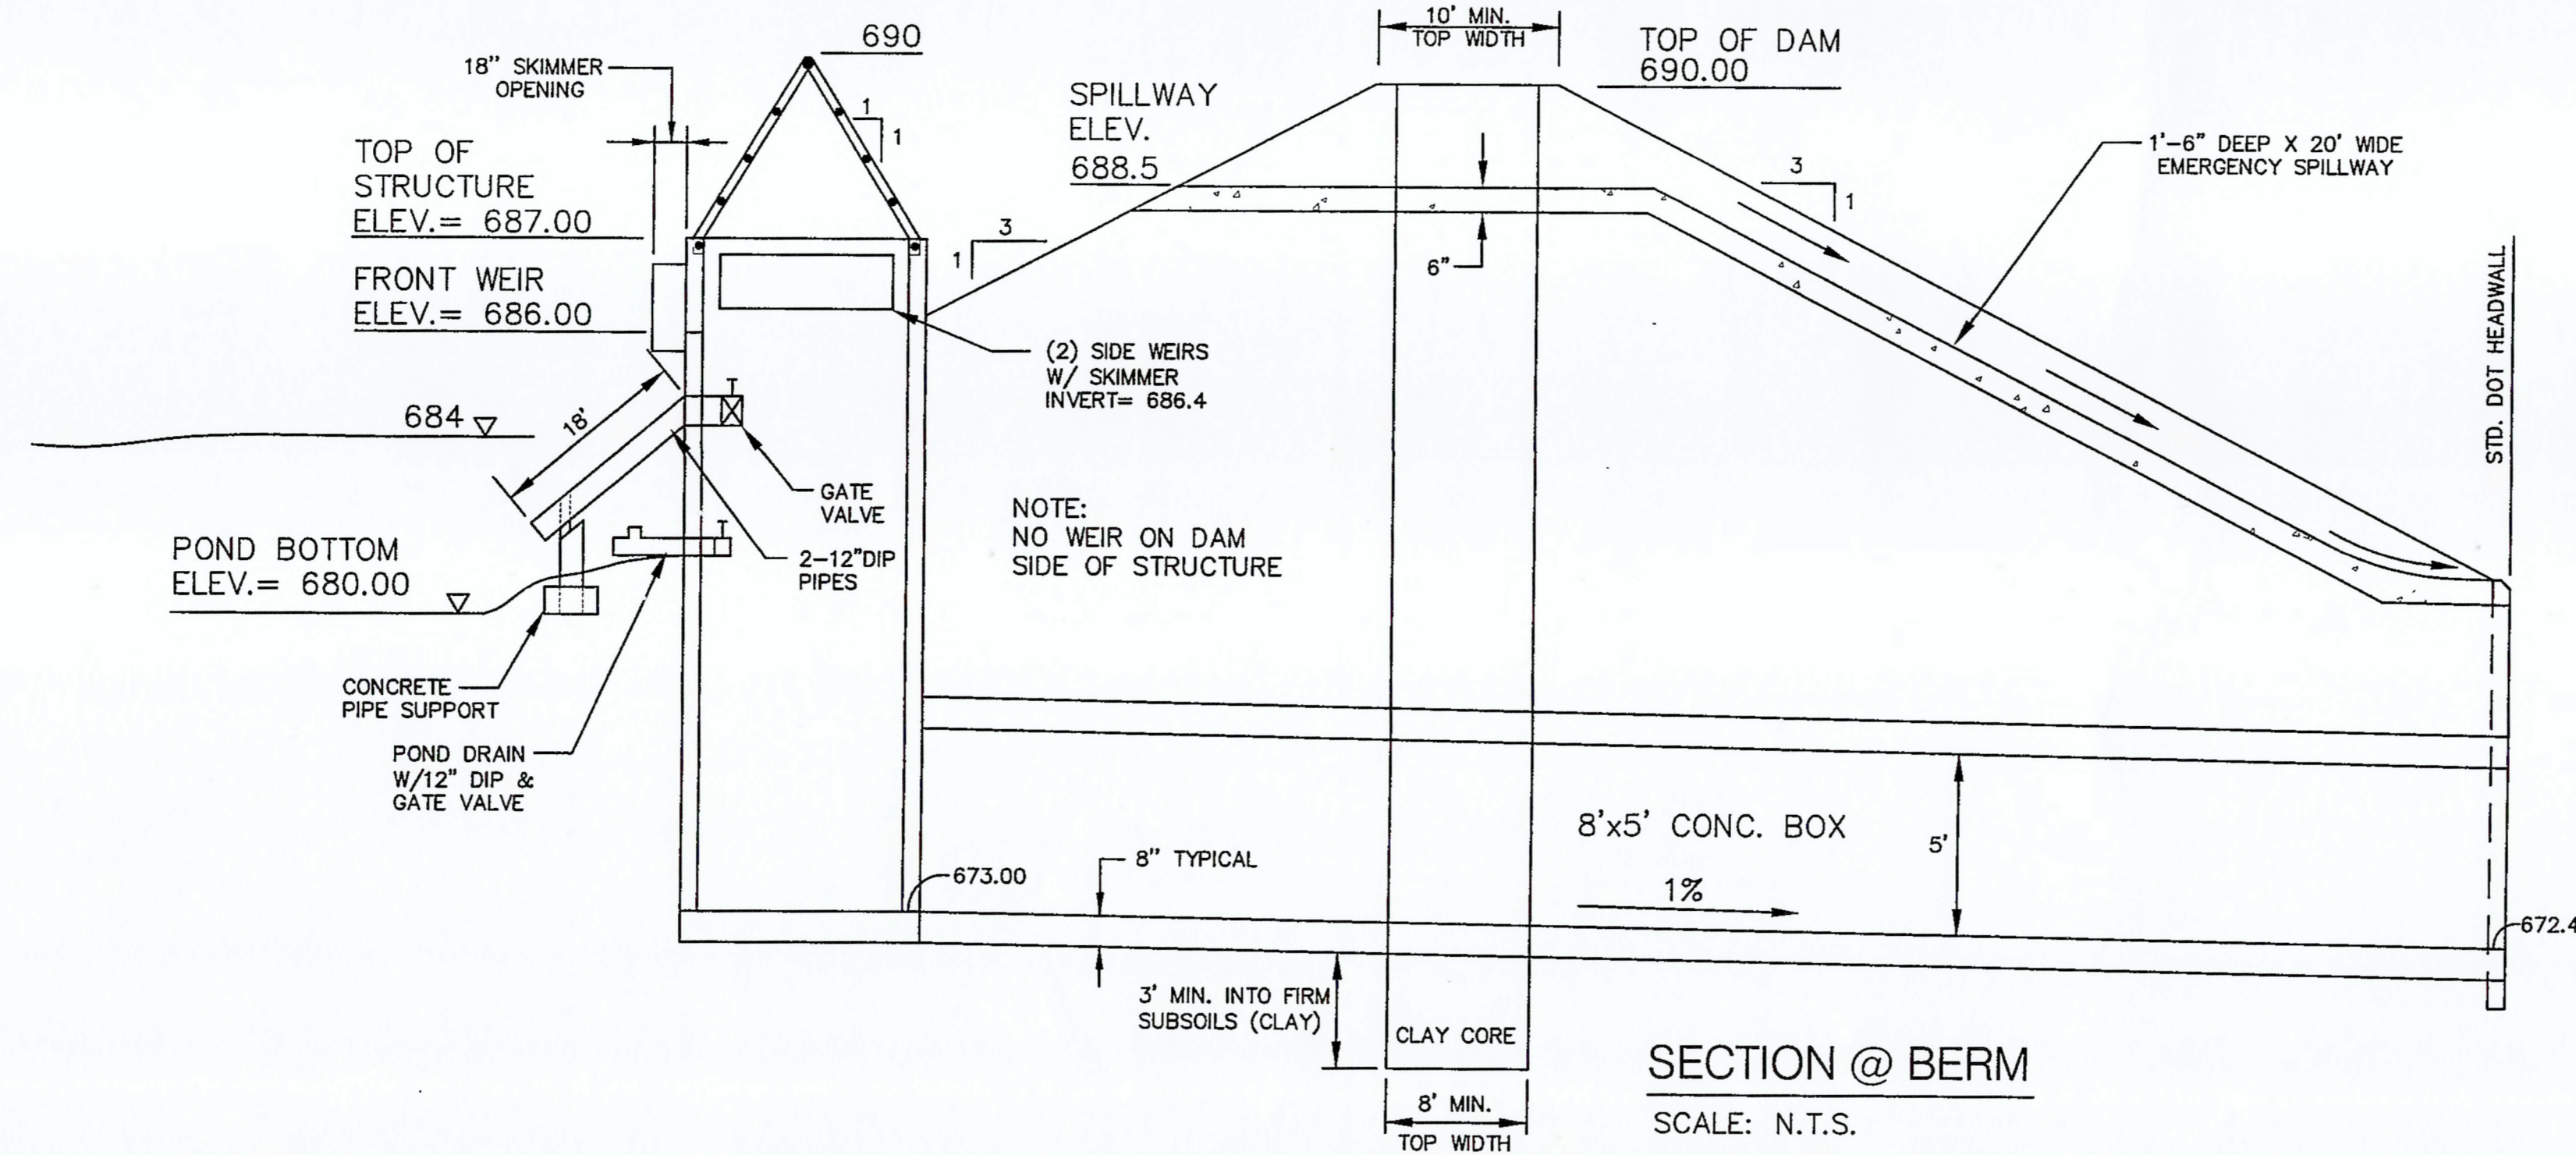 10' MIN.
TOP WIDTH
TOP OF DAM
690.00
690
18" SKIMMER
OPENING
1
1
SPILLWAY
ELEV.
688.5
3
1
1'-6" DEEP X 20' WIDE
EMERGENCY SPILLWAY
TOP OF
STRUCTURE
ELEV.= 687.00
3
1
6"
FRONT WEIR
ELEV.= 686.00
(2) SIDE WEIRS
W/ SKIMMER
INVERT= 686.4
STD. DOT HEADWALL
684
18'
GATE
VALVE
NOTE:
NO WEIR ON DAM
SIDE OF STRUCTURE
POND BOTTOM
ELEV.= 680.00
2-12"DIP
PIPES
CONCRETE
PIPE SUPPORT
POND DRAIN
W/12" DIP &
GATE VALVE
8'x5' CONC. BOX
5'
8" TYPICAL
673.00
1%
672.4
3' MIN. INTO FIRM
SUBSOILS (CLAY)
CLAY CORE
SECTION @ BERM
SCALE: N.T.S.
8' MIN.
TOP WIDTH